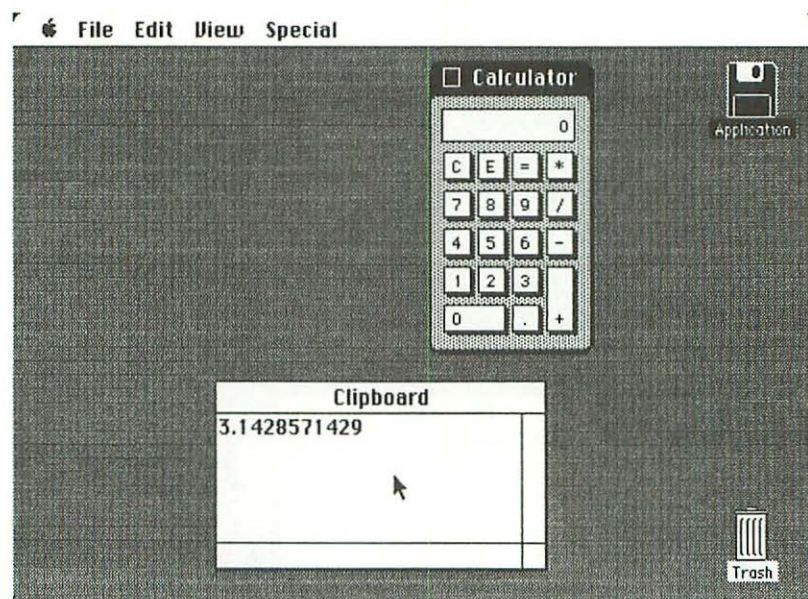 File Edit View Special
Calculator
0
C E = *
7 8 9 /
4 5 6 -
1 2 3
0 . +
Application
Clipboard
3.1428571429
Trash